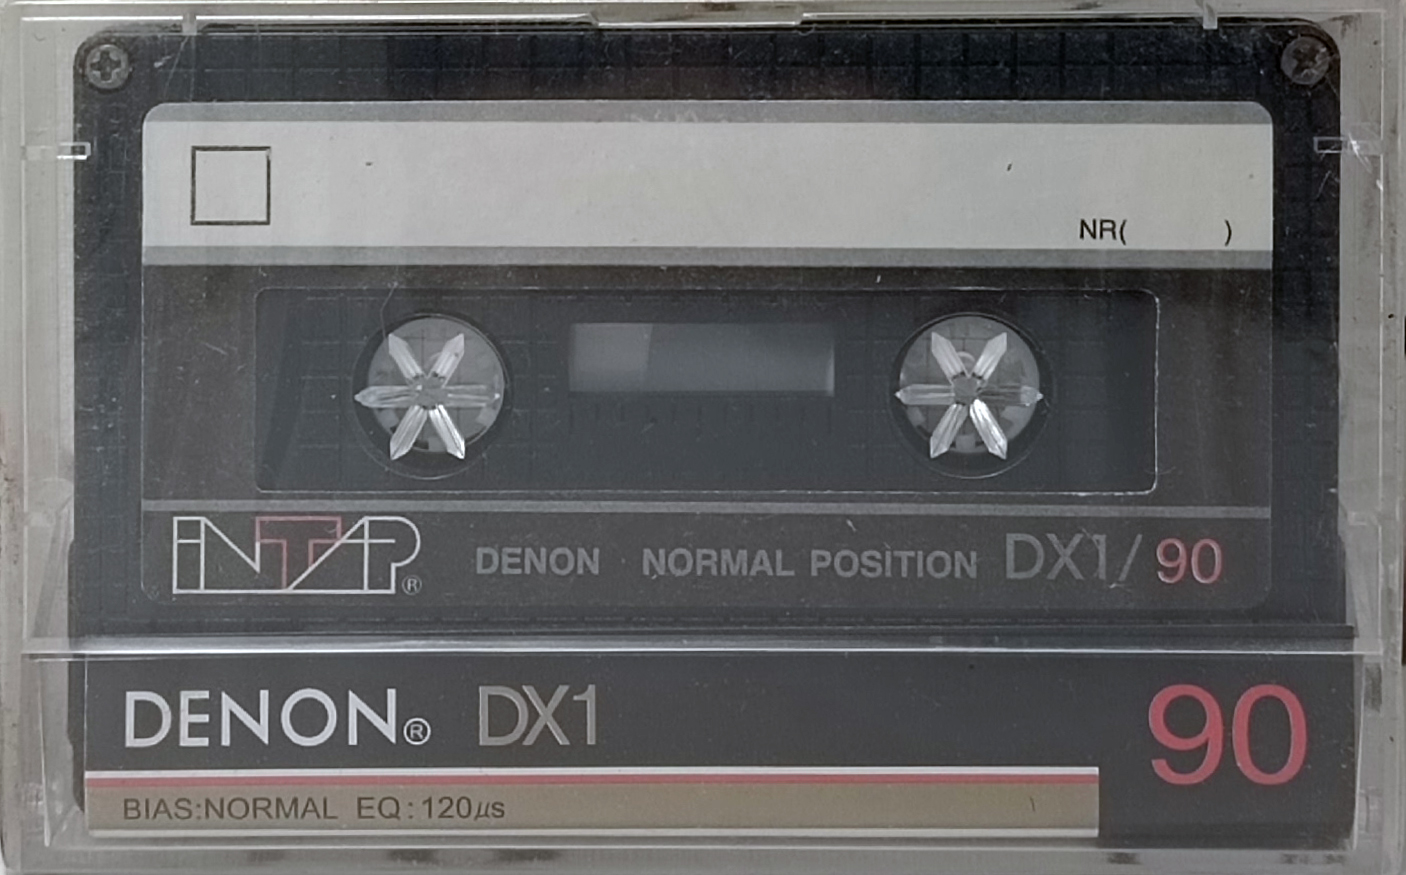 NR( )
INTAP®
DENON NORMAL POSITION DX1/90
DENON® DX1
90
BIAS:NORMAL EQ:120μs